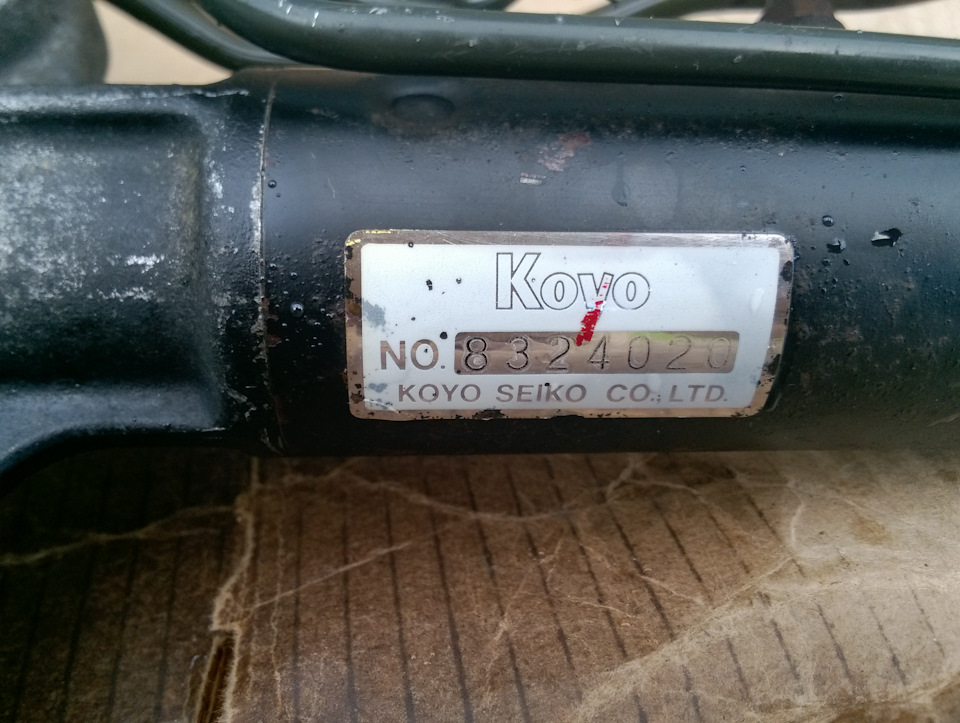 Koyo
NO. 8324020
KOYO SEIKO CO., LTD.